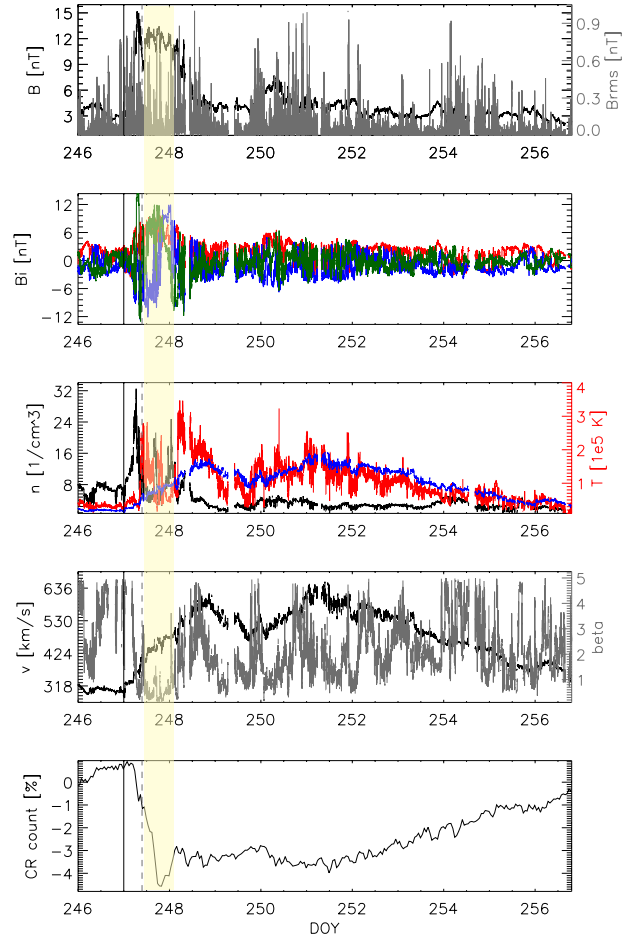 15
12
9
6
3
B [nT]
0.9
0.6
0.3
0.0
Brms [nT]
246 248 250 252 254 256
12
6
0
-6
-12
Bi [nT]
246 248 250 252 254 256
32
24
16
8
n [1/cm^3]
4
3
2
1
T [1e5 K]
246 248 250 252 254 256
636
530
424
318
v [km/s]
5
4
3
2
1
beta
246 248 250 252 254 256
0
-1
-2
-3
-4
CR count [%]
246 248 250 252 254 256
DOY